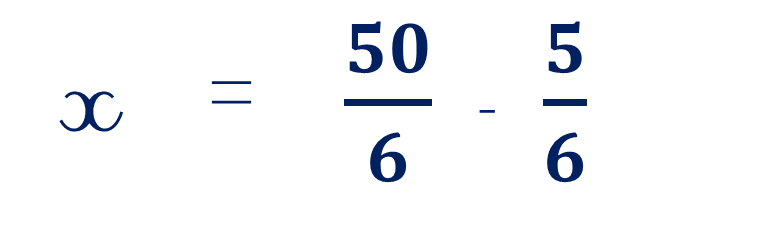 x = 50/6 - 5/6